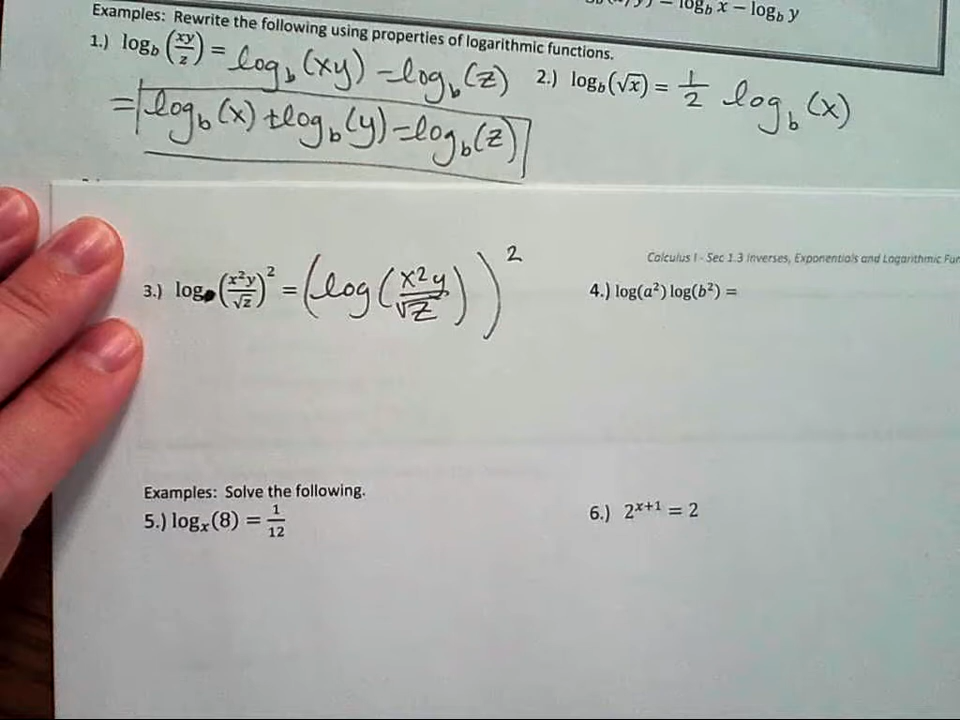 log_b x − log_b y
Examples: Rewrite the following using properties of logarithmic functions.
1.) log_b (xy/z) = log_b (xy) − log_b (z)
= log_b (x) + log_b (y) − log_b (z)
2.) log_b(√x) = 1/2 log_b (x)
Calculus I - Sec 1.3 Inverses, Exponentials and Logarithmic
3.) log (x²y/√z)² = (log (x²y/√z))²
4.) log(a²) log(b²) =
Examples: Solve the following.
5.) log_x(8) = 1/12
6.) 2^(x+1) = 2